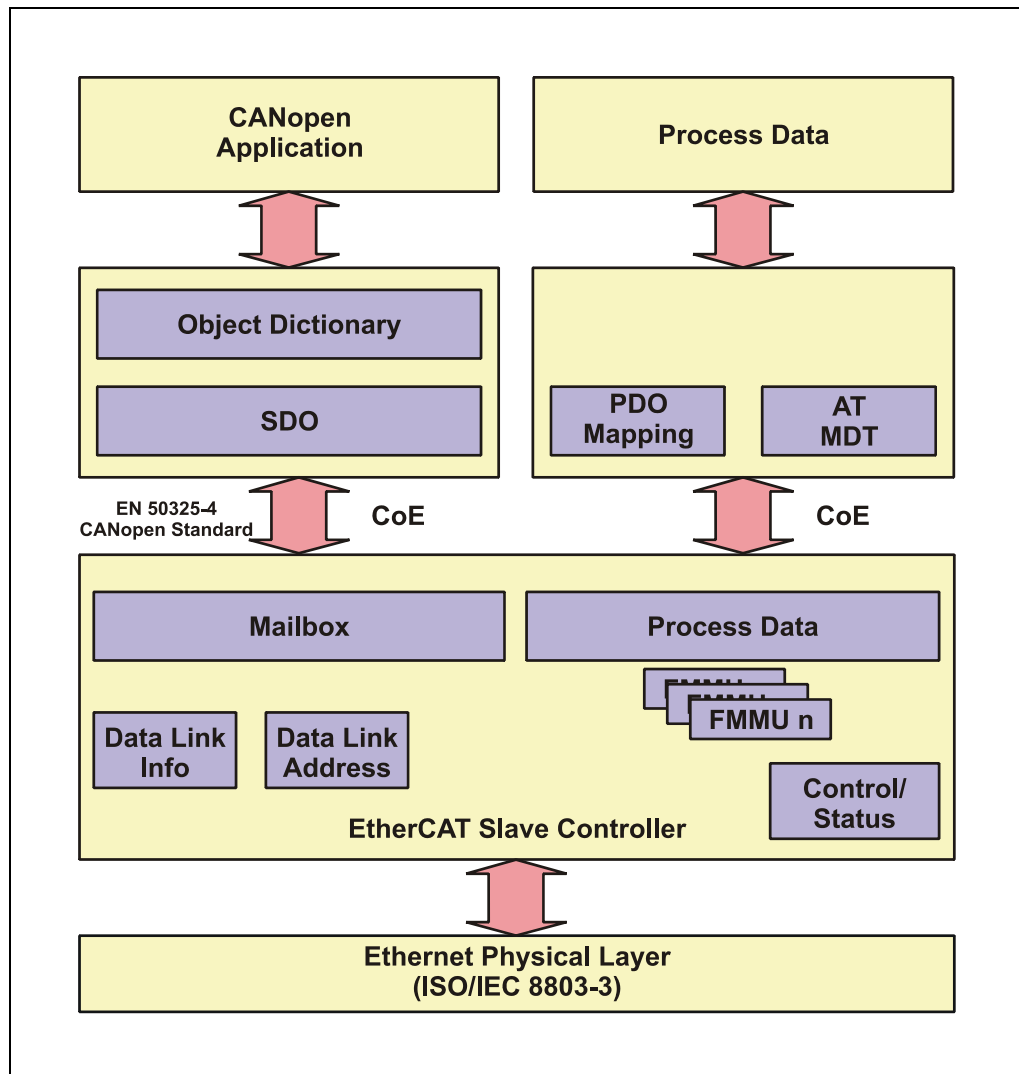 CANopen
Application
Process Data
Object Dictionary
SDO
PDO
Mapping
AT
MDT
EN 50325-4
CANopen Standard
CoE
CoE
Mailbox
Process Data
FMMU
FMMU
FMMU n
Data Link
Info
Data Link
Address
Control/
Status
EtherCAT Slave Controller
Ethernet Physical Layer
(ISO/IEC 8803-3)